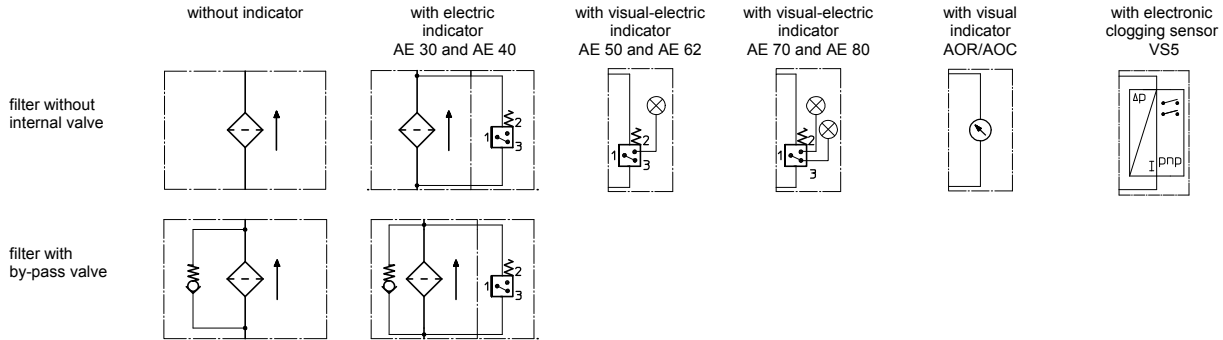 without indicator
with electric
indicator
AE 30 and AE 40
with visual-electric
indicator
AE 50 and AE 62
with visual-electric
indicator
AE 70 and AE 80
with visual
indicator
AOR/AOC
with electronic
clogging sensor
VS5
filter without
internal valve
1
2
3
1
2
3
1
2
3
Δp
I
pnp
filter with
by-pass valve
1
2
3